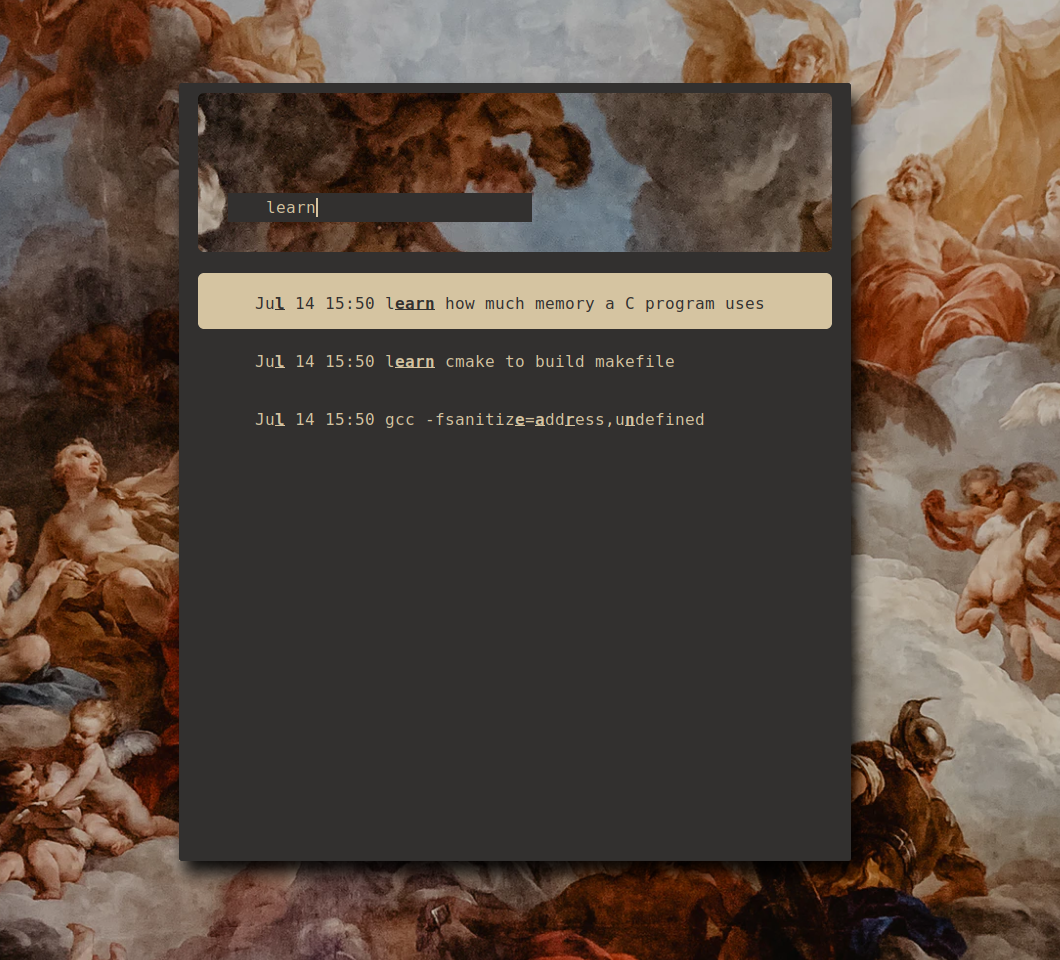 learn
Jul 14 15:50 learn how much memory a C program uses
Jul 14 15:50 learn cmake to build makefile
Jul 14 15:50 gcc -fsanitize=address,undefined